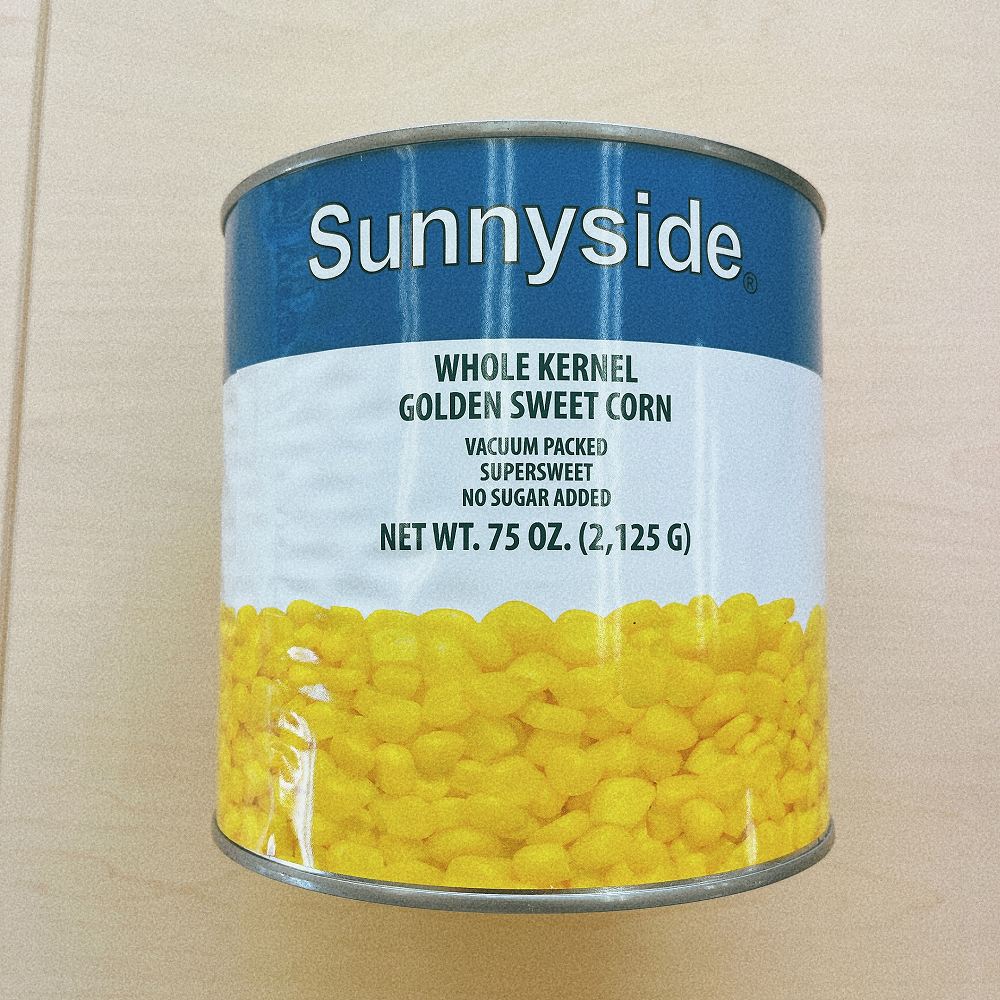 Sunnyside®
WHOLE KERNEL
GOLDEN SWEET CORN
VACUUM PACKED
SUPERSWEET
NO SUGAR ADDED
NET WT. 75 OZ. (2,125 G)